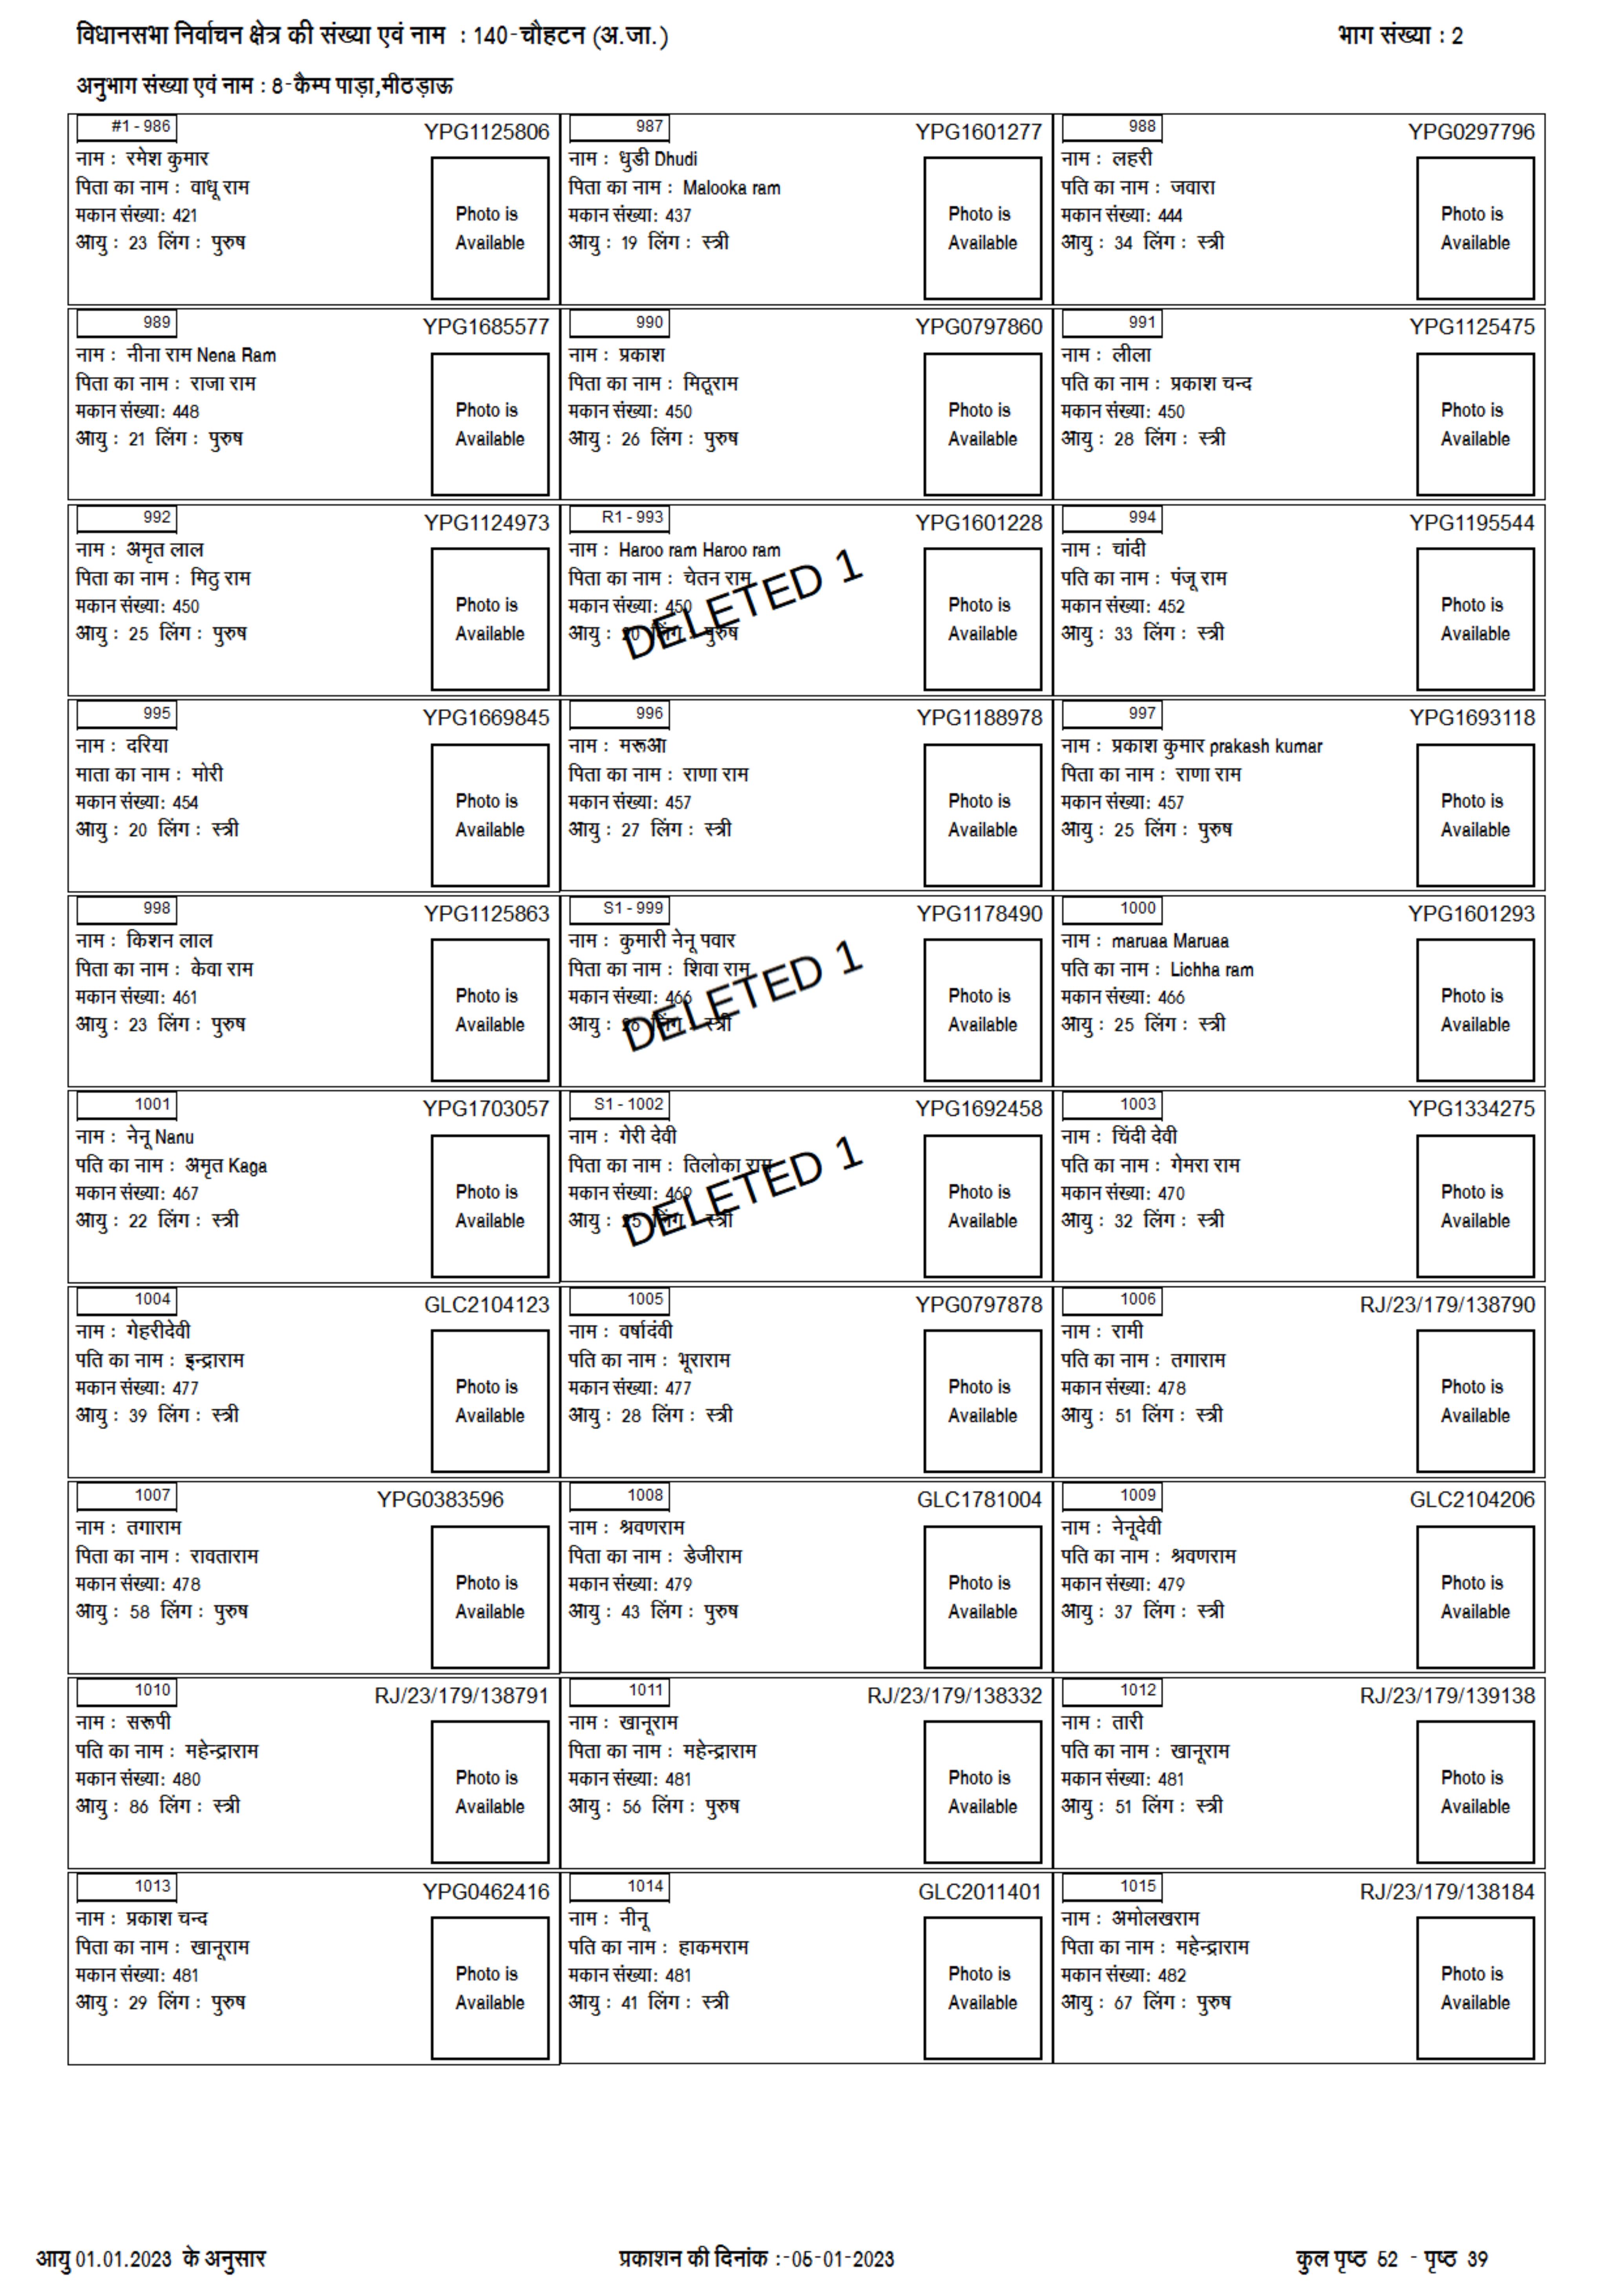 विधानसभा निर्वाचन क्षेत्र की संख्या एवं नाम : 140-चौहटन (अ.जा.)
भाग संख्या : 2
अनुभाग संख्या एवं नाम : 8-कैम्प पाड़ा,मीठड़ाऊ
#1 - 986
YPG1125806
नाम : रमेश कुमार
पिता का नाम : वाधू राम
मकान संख्या: 421
आयु : 23 लिंग : पुरुष
Photo is
Available
987
YPG1601277
नाम : धुडी Dhudi
पिता का नाम : Malooka ram
मकान संख्या: 437
आयु : 19 लिंग : स्त्री
Photo is
Available
988
YPG0297796
नाम : लहरी
पति का नाम : जवारा
मकान संख्या: 444
आयु : 34 लिंग : स्त्री
Photo is
Available
989
YPG1685577
नाम : नीना राम Nena Ram
पिता का नाम : राजा राम
मकान संख्या: 448
आयु : 21 लिंग : पुरुष
Photo is
Available
990
YPG0797860
नाम : प्रकाश
पिता का नाम : मिठूराम
मकान संख्या: 450
आयु : 26 लिंग : पुरुष
Photo is
Available
991
YPG1125475
नाम : लीला
पति का नाम : प्रकाश चन्द
मकान संख्या: 450
आयु : 28 लिंग : स्त्री
Photo is
Available
992
YPG1124973
नाम : अमृत लाल
पिता का नाम : मिठु राम
मकान संख्या: 450
आयु : 25 लिंग : पुरुष
Photo is
Available
R1 - 993
YPG1601228
नाम : Haroo ram Haroo ram
पिता का नाम : चेतन राम
मकान संख्या: 450
आयु : 20 लिंग : पुरुष
DELETED 1
Photo is
Available
994
YPG1195544
नाम : चांदी
पति का नाम : पंजू राम
मकान संख्या: 452
आयु : 33 लिंग : स्त्री
Photo is
Available
995
YPG1669845
नाम : दरिया
माता का नाम : मोरी
मकान संख्या: 454
आयु : 20 लिंग : स्त्री
Photo is
Available
996
YPG1188978
नाम : मरूआ
पिता का नाम : राणा राम
मकान संख्या: 457
आयु : 27 लिंग : स्त्री
Photo is
Available
997
YPG1693118
नाम : प्रकाश कुमार prakash kumar
पिता का नाम : राणा राम
मकान संख्या: 457
आयु : 25 लिंग : पुरुष
Photo is
Available
998
YPG1125863
नाम : किशन लाल
पिता का नाम : केवा राम
मकान संख्या: 461
आयु : 23 लिंग : पुरुष
Photo is
Available
S1 - 999
YPG1178490
नाम : कुमारी नेनू पवार
पिता का नाम : शिवा राम
मकान संख्या: 466
आयु : 26 लिंग : स्त्री
DELETED 1
Photo is
Available
1000
YPG1601293
नाम : maruaa Maruaa
पति का नाम : Lichha ram
मकान संख्या: 466
आयु : 25 लिंग : स्त्री
Photo is
Available
1001
YPG1703057
नाम : नेनू Nanu
पति का नाम : अमृत Kaga
मकान संख्या: 467
आयु : 22 लिंग : स्त्री
Photo is
Available
S1 - 1002
YPG1692458
नाम : गेरी देवी
पिता का नाम : तिलोका राम
मकान संख्या: 469
आयु : 25 लिंग : स्त्री
DELETED 1
Photo is
Available
1003
YPG1334275
नाम : चिंदी देवी
पति का नाम : गेमरा राम
मकान संख्या: 470
आयु : 32 लिंग : स्त्री
Photo is
Available
1004
GLC2104123
नाम : गेहरीदेवी
पति का नाम : इन्द्राराम
मकान संख्या: 477
आयु : 39 लिंग : स्त्री
Photo is
Available
1005
YPG0797878
नाम : वर्षादंवी
पति का नाम : भूराराम
मकान संख्या: 477
आयु : 28 लिंग : स्त्री
Photo is
Available
1006
RJ/23/179/138790
नाम : रामी
पति का नाम : तगाराम
मकान संख्या: 478
आयु : 51 लिंग : स्त्री
Photo is
Available
1007
YPG0383596
नाम : तगाराम
पिता का नाम : रावताराम
मकान संख्या: 478
आयु : 58 लिंग : पुरुष
Photo is
Available
1008
GLC1781004
नाम : श्रवणराम
पिता का नाम : डेजीराम
मकान संख्या: 479
आयु : 43 लिंग : पुरुष
Photo is
Available
1009
GLC2104206
नाम : नेनूदेवी
पति का नाम : श्रवणराम
मकान संख्या: 479
आयु : 37 लिंग : स्त्री
Photo is
Available
1010
RJ/23/179/138791
नाम : सरूपी
पति का नाम : महेन्द्राराम
मकान संख्या: 480
आयु : 86 लिंग : स्त्री
Photo is
Available
1011
RJ/23/179/138332
नाम : खानूराम
पिता का नाम : महेन्द्राराम
मकान संख्या: 481
आयु : 56 लिंग : पुरुष
Photo is
Available
1012
RJ/23/179/139138
नाम : तारी
पति का नाम : खानूराम
मकान संख्या: 481
आयु : 51 लिंग : स्त्री
Photo is
Available
1013
YPG0462416
नाम : प्रकाश चन्द
पिता का नाम : खानूराम
मकान संख्या: 481
आयु : 29 लिंग : पुरुष
Photo is
Available
1014
GLC2011401
नाम : नीनू
पति का नाम : हाकमराम
मकान संख्या: 481
आयु : 41 लिंग : स्त्री
Photo is
Available
1015
RJ/23/179/138184
नाम : अमोलखराम
पिता का नाम : महेन्द्राराम
मकान संख्या: 482
आयु : 67 लिंग : पुरुष
Photo is
Available
आयु 01.01.2023 के अनुसार
प्रकाशन की दिनांक :-05-01-2023
कुल पृष्ठ 52 - पृष्ठ 39